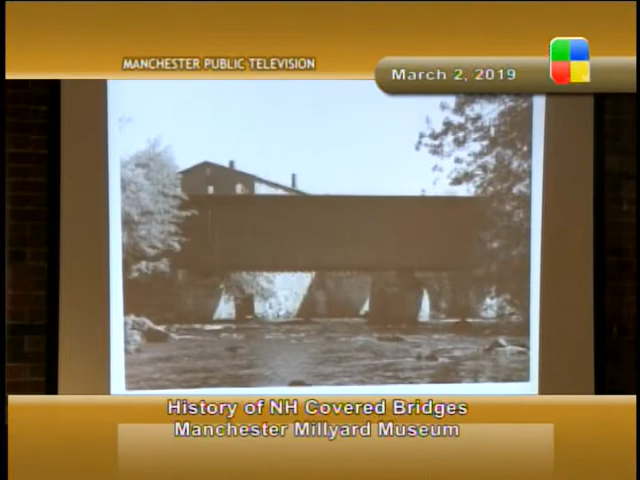 MANCHESTER PUBLIC TELEVISION
March 2, 2019
History of NH Covered Bridges
Manchester Millyard Museum